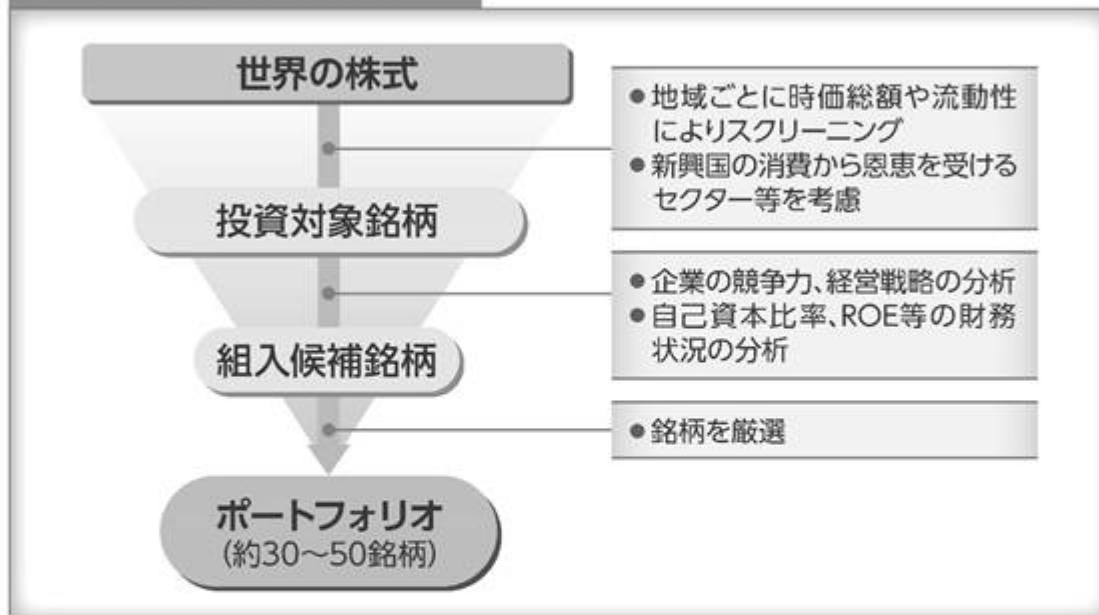 世界の株式
●地域ごとに時価総額や流動性
によりスクリーニング
●新興国の消費から恩恵を受ける
セクター等を考慮
投資対象銘柄
●企業の競争力、経営戦略の分析
●自己資本比率、ROE等の財務
状況の分析
組入候補銘柄
●銘柄を厳選
ポートフォリオ
(約30〜50銘柄)